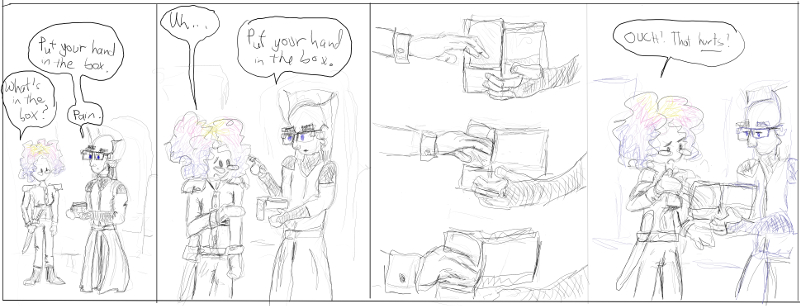 Put your hand
in the box.
What's
in the
box?
Pain.
Uh....
Put your hand
in the box.
OUCH! That hurts!